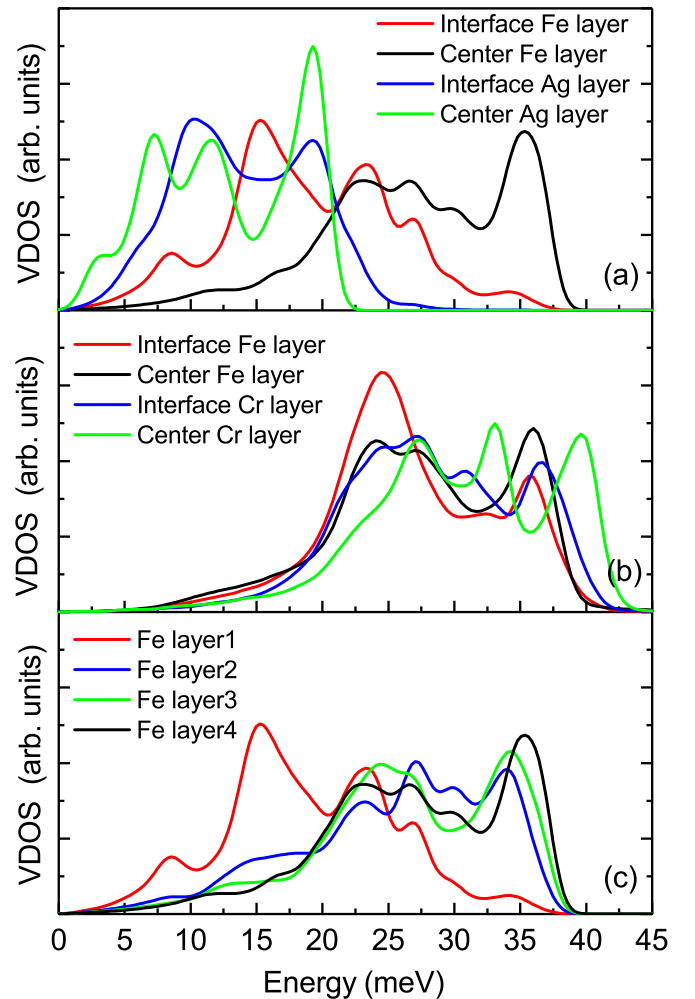 Interface Fe layer
Center Fe layer
Interface Ag layer
Center Ag layer
VDOS (arb. units)
(a)
Interface Fe layer
Center Fe layer
Interface Cr layer
Center Cr layer
VDOS (arb. units)
(b)
Fe layer1
Fe layer2
Fe layer3
Fe layer4
VDOS (arb. units)
(c)
0 5 10 15 20 25 30 35 40 45
Energy (meV)